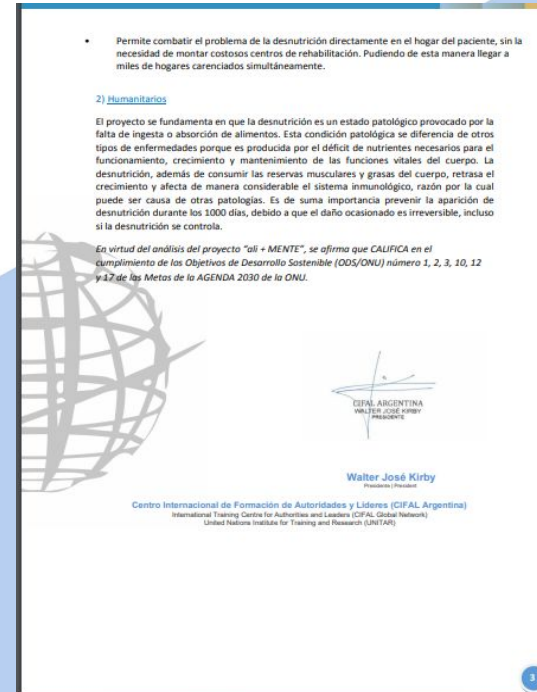 • Permite combatir el problema de la desnutrición directamente en el hogar del paciente, sin la
necesidad de montar costosos centros de rehabilitación. Pudiendo de esta manera llegar a
miles de hogares carenciados simultáneamente.
2) Humanitarios
El proyecto se fundamenta en que la desnutrición es un estado patológico provocado por la
falta de ingesta o absorción de alimentos. Esta condición patológica se diferencia de otros
tipos de enfermedades porque es producida por el déficit de nutrientes necesarios para el
funcionamiento, crecimiento y mantenimiento de las funciones vitales del cuerpo. La
desnutrición, además de consumir las reservas musculares y grasas del cuerpo, retrasa el
crecimiento y afecta de manera considerable el sistema inmunológico, razón por la cual
puede ser causa de otras patologías. Es de suma importancia prevenir la aparición de
desnutrición durante los 1000 días, debido a que el daño ocasionado es irreversible, incluso
si la desnutrición se controla.
En virtud del análisis del proyecto "ali + MENTE", se afirma que CALIFICA en el
cumplimiento de los Objetivos de Desarrollo Sostenible (ODS/ONU) número 1, 2, 3, 10, 12
y 17 de las Metas de la AGENDA 2030 de la ONU.
CIFAL ARGENTINA
WALTER JOSÉ KIRBY
PRESIDENTE
Walter José Kirby
Presidente | President
Centro Internacional de Formación de Autoridades y Líderes (CIFAL Argentina)
International Training Centre for Authorities and Leaders (CIFAL Global Network)
United Nations Institute for Training and Research (UNITAR)
3